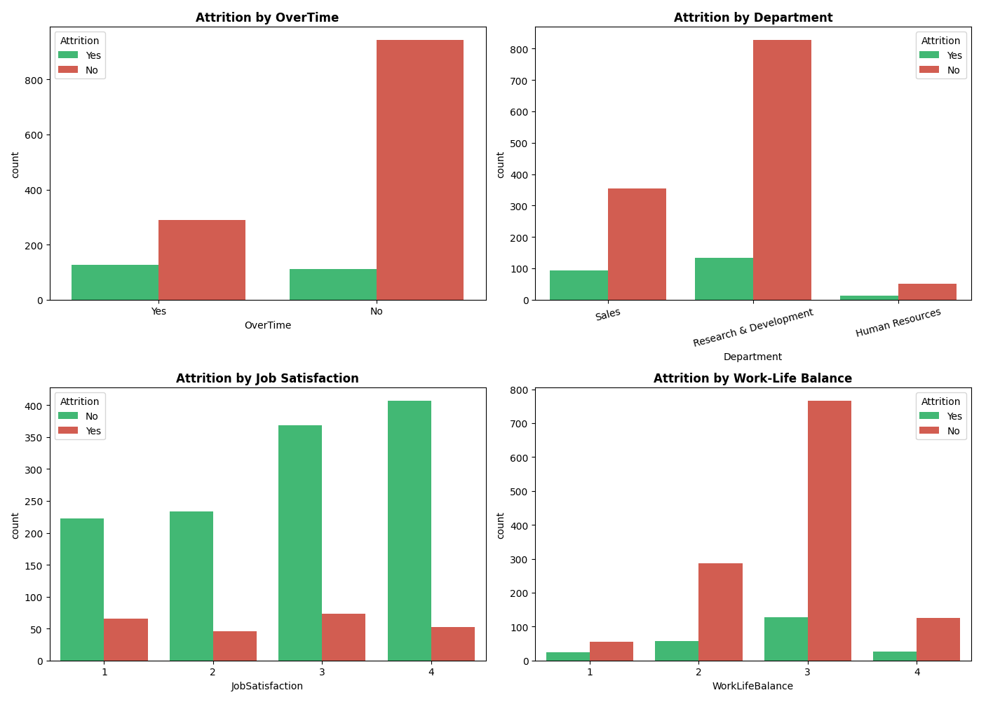 Attrition by OverTime
Attrition
Yes
No
800
600
400
200
0
count
Yes
No
OverTime
Attrition by Department
Attrition
Yes
No
800
700
600
500
400
300
200
100
0
count
Sales
Research & Development
Human Resources
Department
Attrition by Job Satisfaction
Attrition
No
Yes
400
350
300
250
200
150
100
50
0
count
1
2
3
4
JobSatisfaction
Attrition by Work-Life Balance
Attrition
Yes
No
800
700
600
500
400
300
200
100
0
count
1
2
3
4
WorkLifeBalance